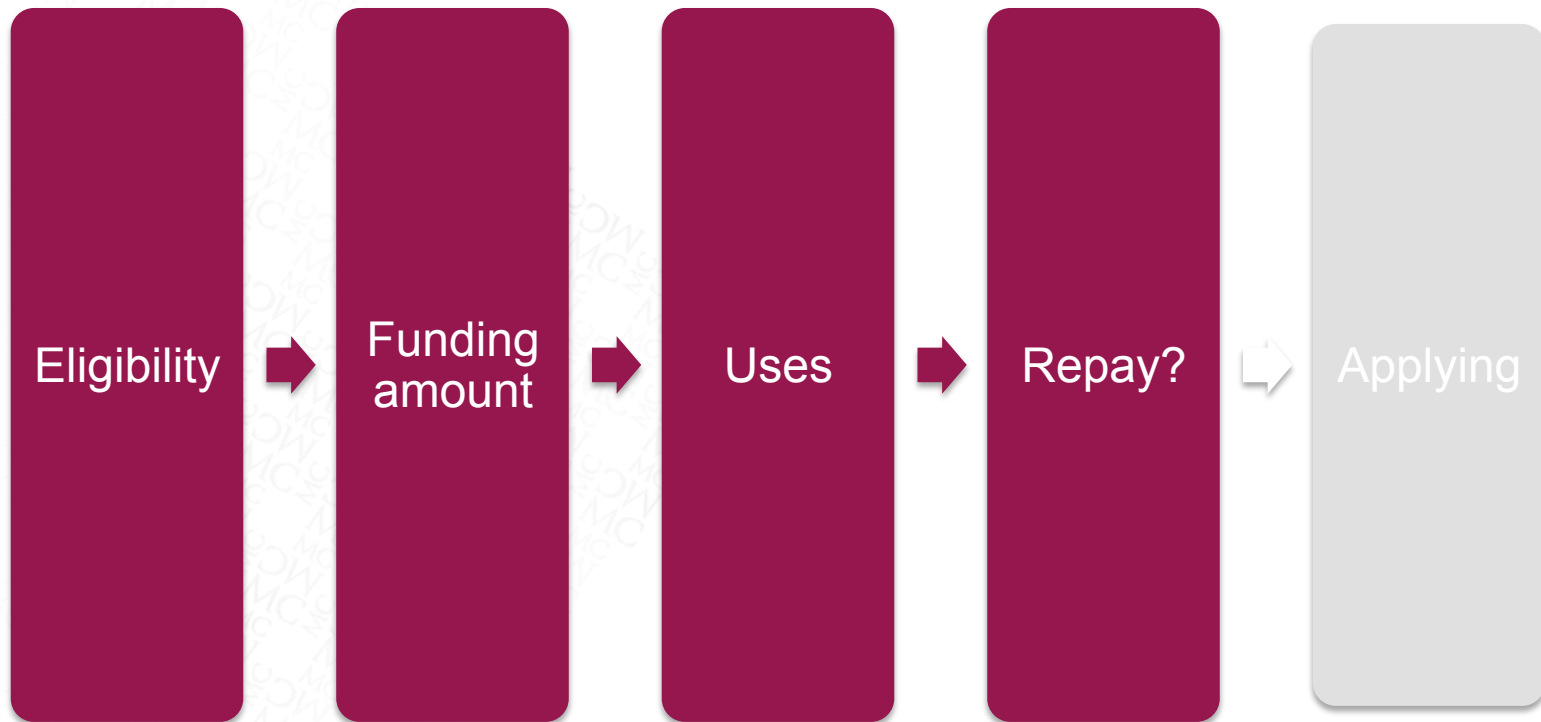 Eligibility
Funding
amount
Uses
Repay?
Applying